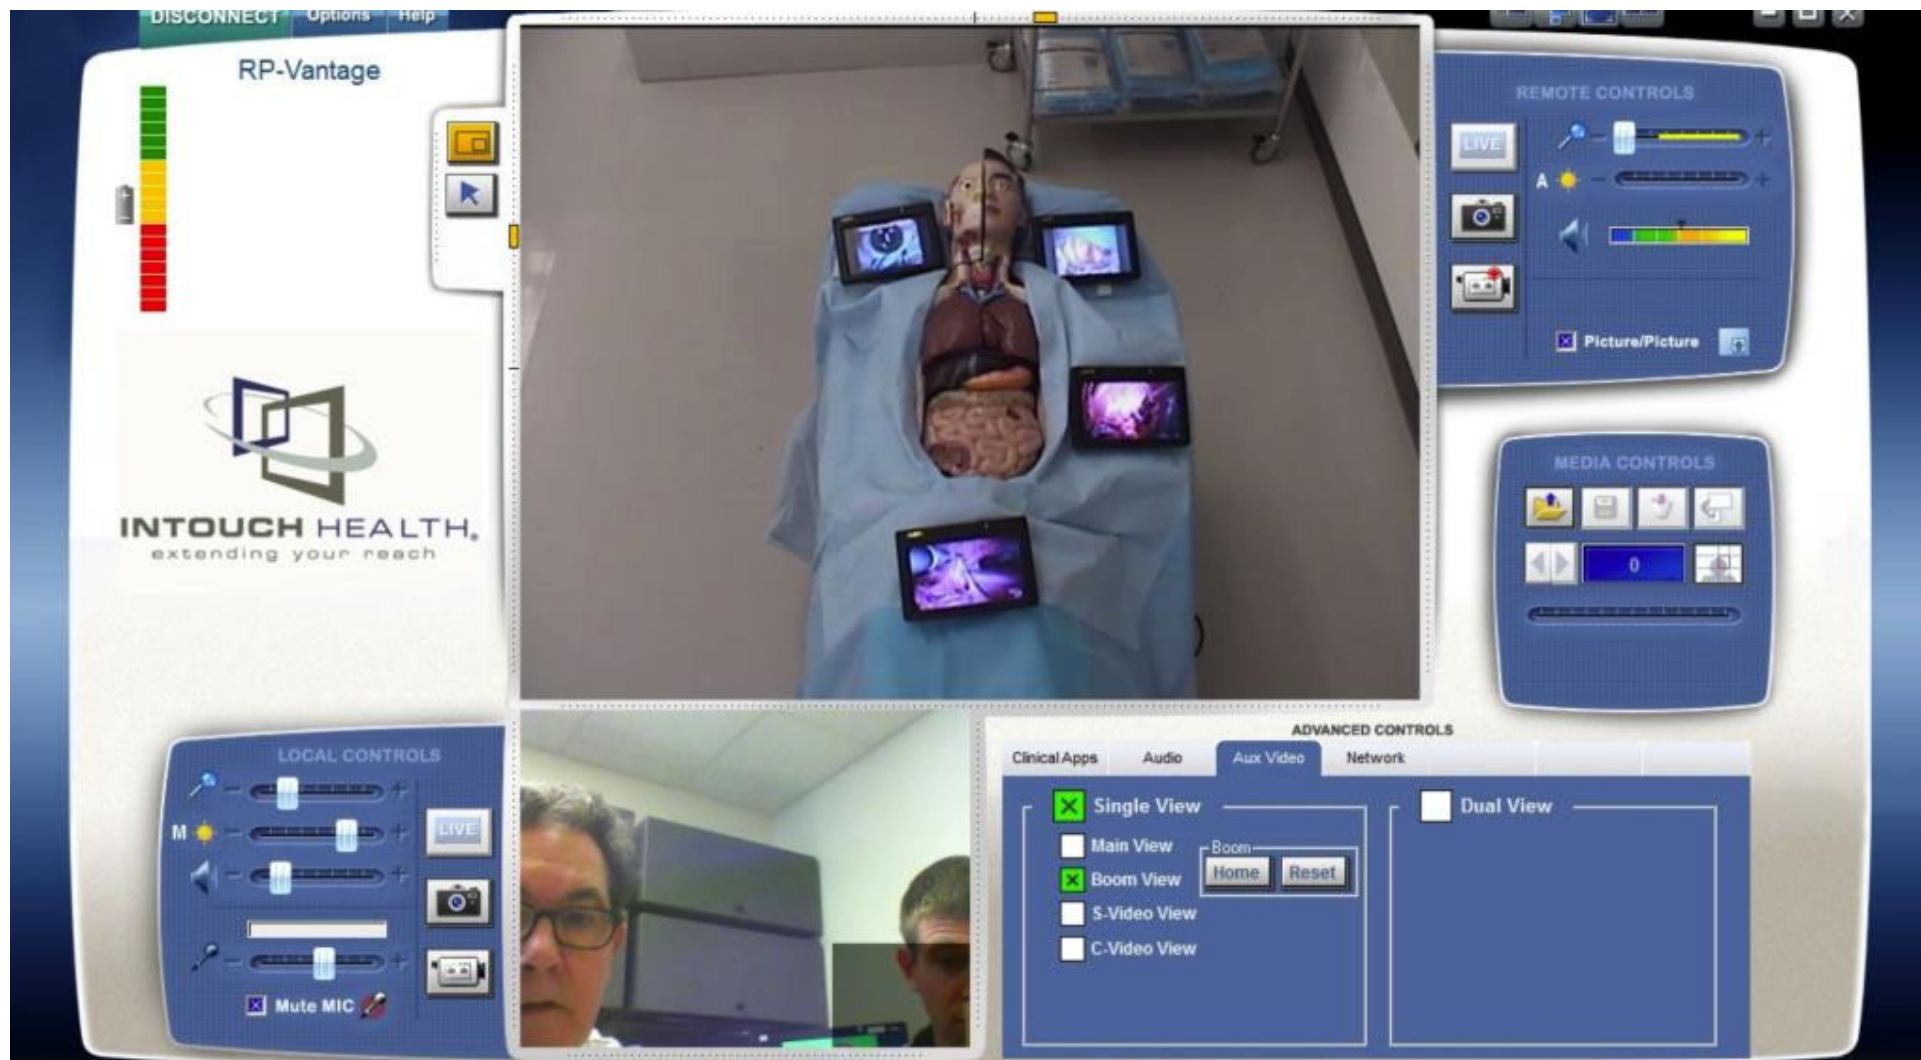 DISCONNECT
Options
Help
RP-Vantage
INTOUCH HEALTH®
extending your reach
REMOTE CONTROLS
LIVE
A
Picture/Picture
MEDIA CONTROLS
0
LOCAL CONTROLS
M
LIVE
Mute MIC
ADVANCED CONTROLS
Clinical Apps
Audio
Aux Video
Network
Single View
Main View
Boom View
S-Video View
C-Video View
Boom
Home
Reset
Dual View